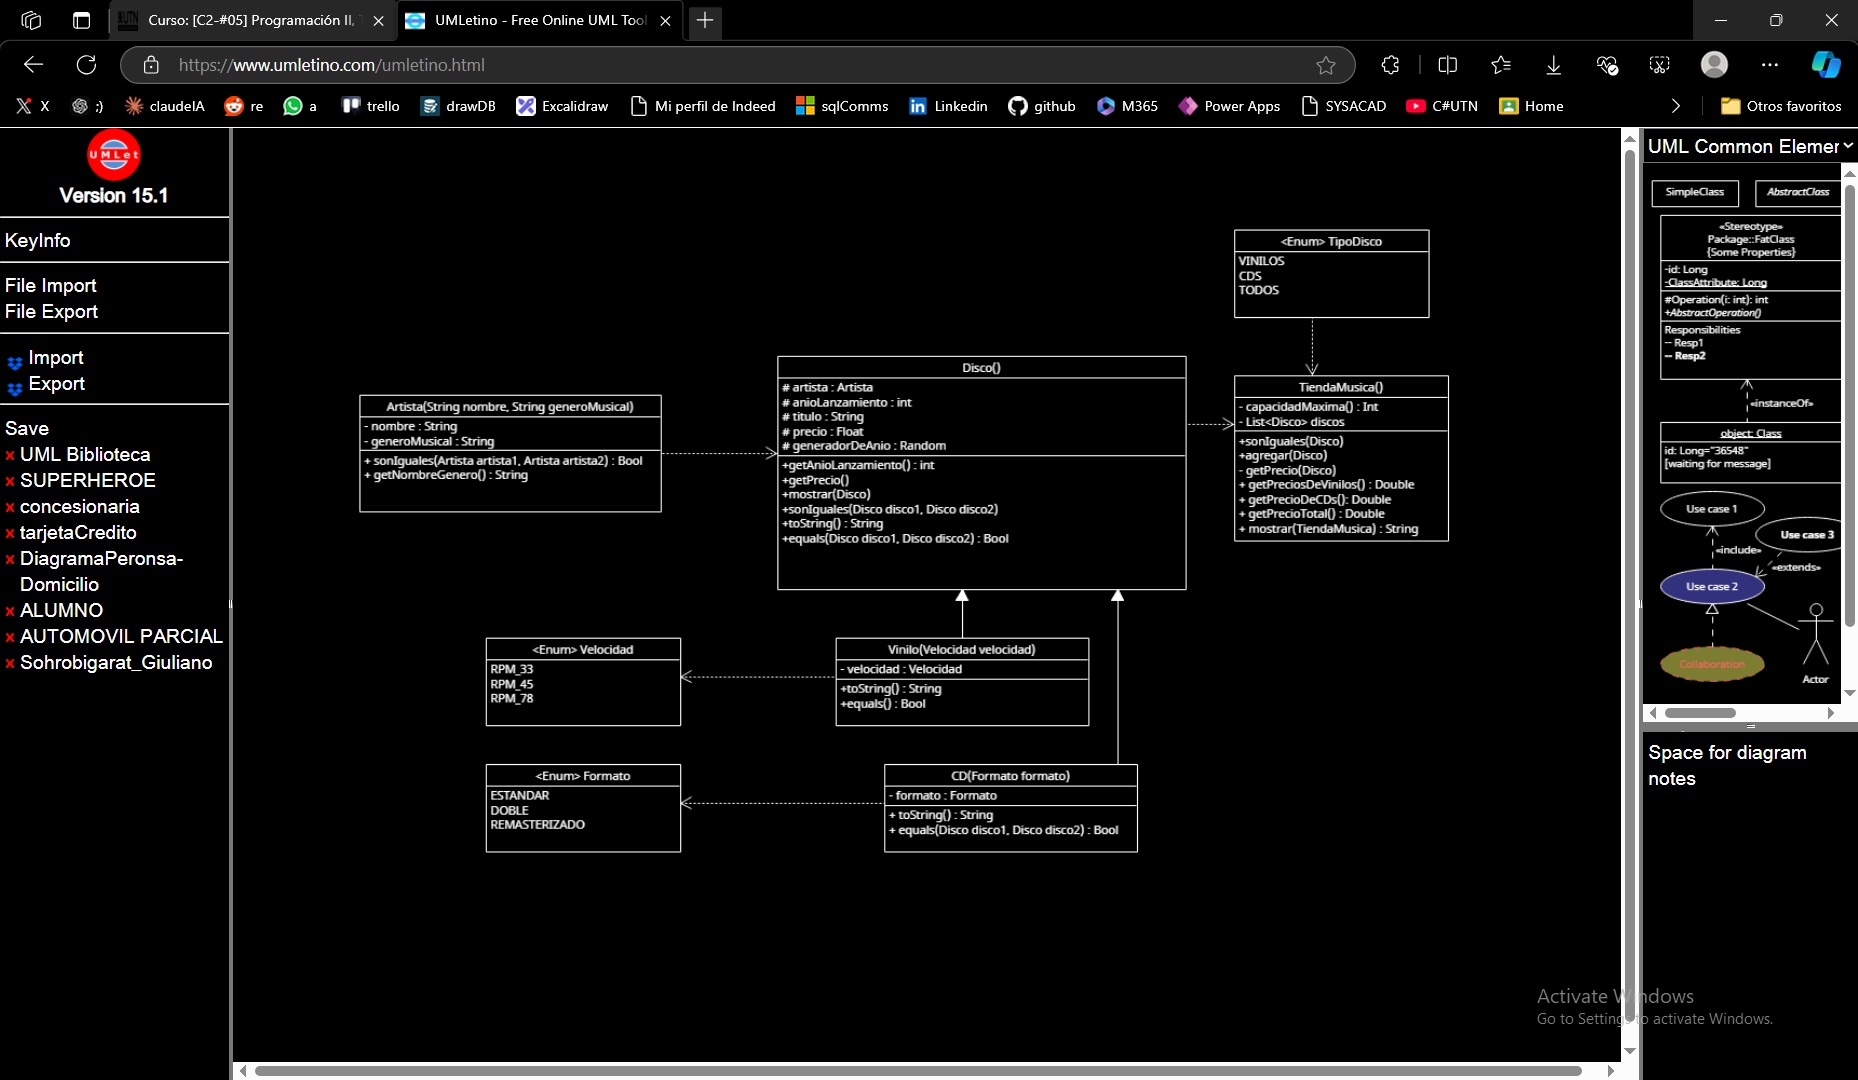 Curso: [C2-#05] Programación II,
UMLetino - Free Online UML Tool
https://www.umletino.com/umletino.html
X
;)
claudeIA
re
a
trello
drawDB
Excalidraw
Mi perfil de Indeed
sqlComms
Linkedin
github
M365
Power Apps
SYSACAD
C#UTN
Home
Otros favoritos
UMLet
Version 15.1
KeyInfo
File Import
File Export
Import
Export
Save
x UML Biblioteca
x SUPERHEROE
x concesionaria
x tarjetaCredito
x DiagramaPeronsa-
Domicilio
x ALUMNO
x AUTOMOVIL PARCIAL
x Sohrobigarat_Giuliano
<Enum> TipoDisco
VINILOS
CDS
TODOS
Artista(String nombre, String generoMusical)
- nombre : String
- generoMusical : String
+ sonIguales(Artista artista1, Artista artista2) : Bool
+ getNombreGenero() : String
Disco()
# artista : Artista
# anioLanzamiento : int
# titulo : String
# precio : Float
# generadorDeAnio : Random
+getAnioLanzamiento() : int
+getPrecio()
+mostrar(Disco)
+sonIguales(Disco disco1, Disco disco2)
+toString() : String
+equals(Disco disco1, Disco disco2) : Bool
TiendaMusica()
- capacidadMaxima() : Int
- List<Disco> discos
+sonIguales(Disco)
+agregar(Disco)
- getPrecio(Disco)
+ getPreciosDeVinilos() : Double
+ getPrecioDeCDs(): Double
+ getPrecioTotal() : Double
+ mostrar(TiendaMusica) : String
<Enum> Velocidad
RPM_33
RPM_45
RPM_78
Vinilo(Velocidad velocidad)
- velocidad : Velocidad
+toString() : String
+equals() : Bool
<Enum> Formato
ESTANDAR
DOBLE
REMASTERIZADO
CD(Formato formato)
- formato : Formato
+ toString() : String
+ equals(Disco disco1, Disco disco2) : Bool
UML Common Elemer
SimpleClass
AbstractClass
«Stereotype»
Package::FatClass
{Some Properties}
-id: Long
-ClassAttribute: Long
#Operation(i: int): int
+AbstractOperation()
Responsibilities
-- Resp1
-- Resp2
«instanceOf»
object: Class
id: Long="36548"
[waiting for message]
Use case 1
Use case 3
«include»
«extends»
Use case 2
Collaboration
Actor
Space for diagram
notes
Activate Windows
Go to Settings to activate Windows.